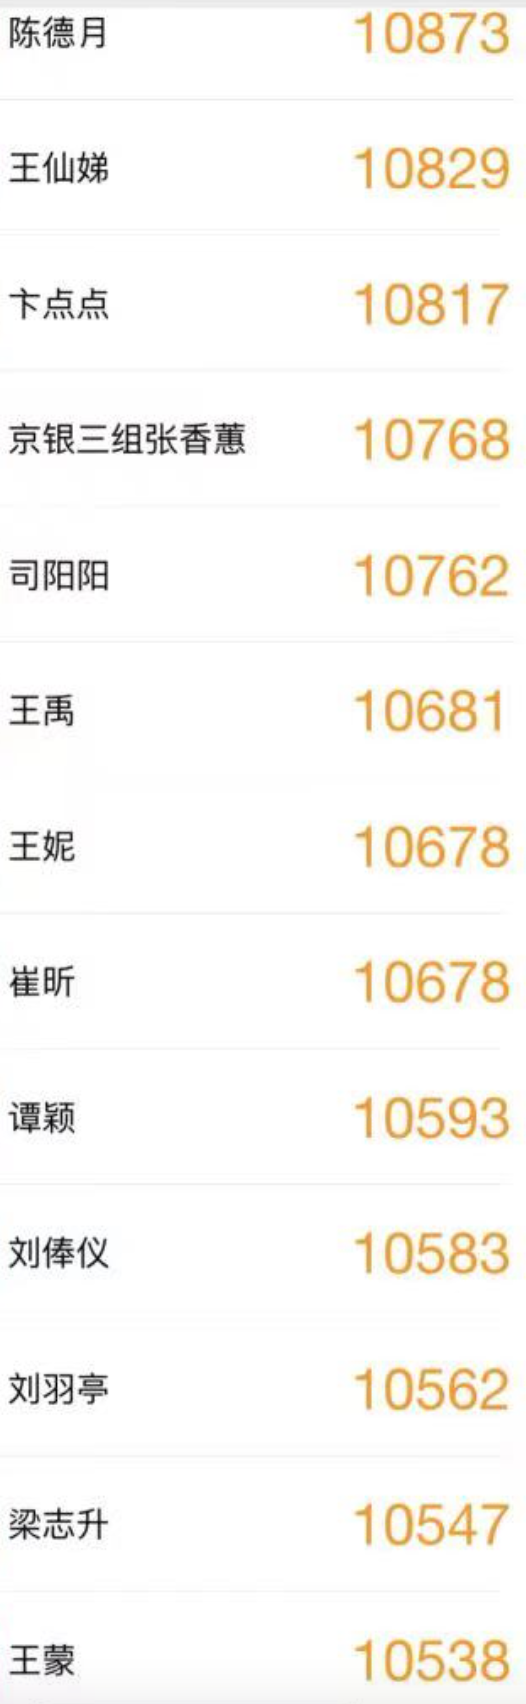 陈德月 10873
王仙娣 10829
卞点点 10817
京银三组张香蕙 10768
司阳阳 10762
王禹 10681
王妮 10678
崔昕 10678
谭颖 10593
刘俸仪 10583
刘羽亭 10562
梁志升 10547
王蒙 10538